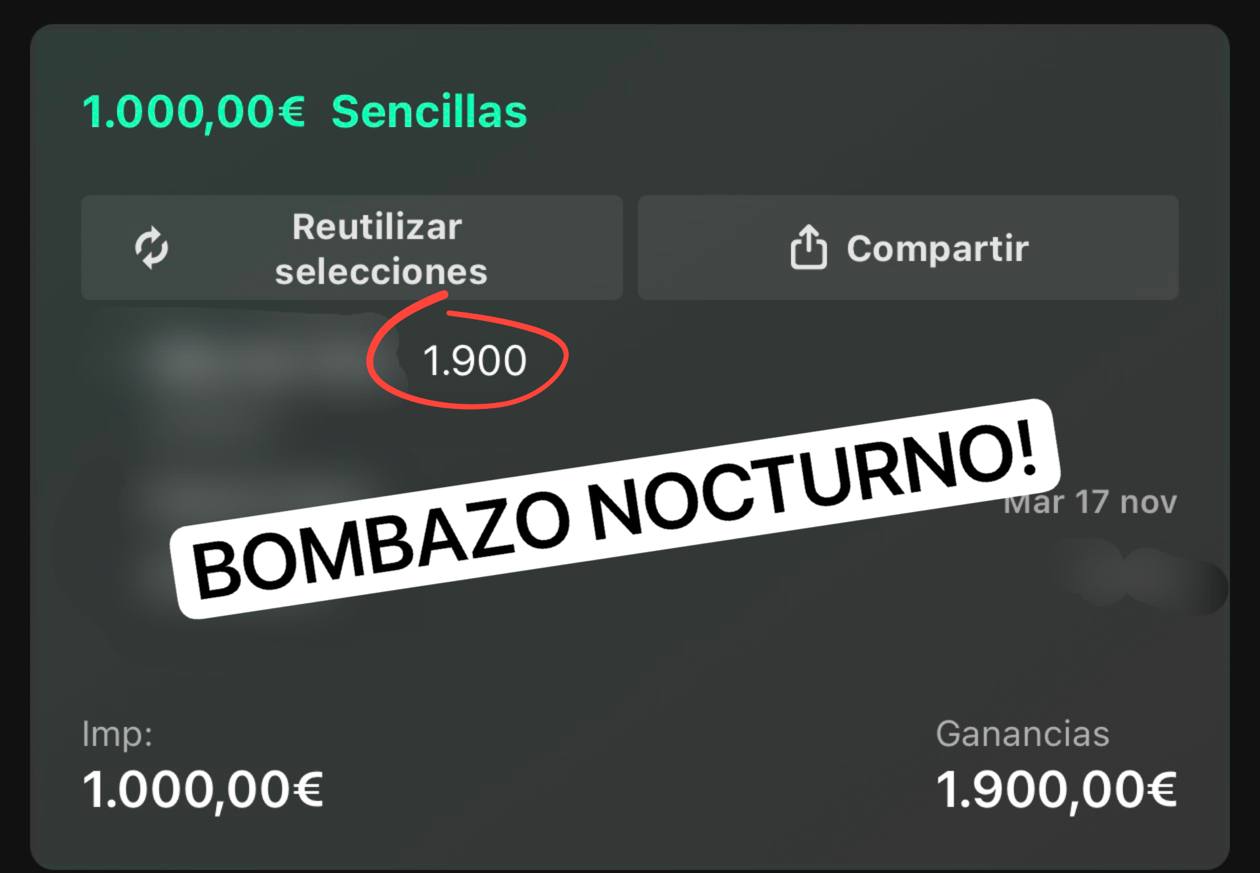 1.000,00€ Sencillas
Reutilizar
selecciones
Compartir
1.900
BOMBAZO NOCTURNO!
Mar 17 nov
Imp:
Ganancias
1.000,00€
1.900,00€